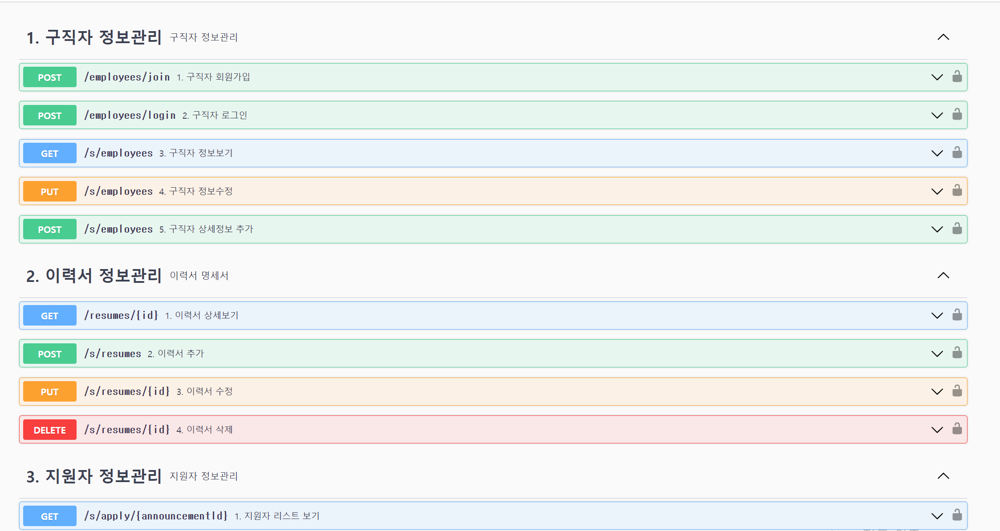 1. 구직자 정보관리 구직자 정보관리
POST /employees/join 1. 구직자 회원가입
POST /employees/login 2. 구직자 로그인
GET /s/employees 3. 구직자 정보보기
PUT /s/employees 4. 구직자 정보수정
POST /s/employees 5. 구직자 상세정보 추가
2. 이력서 정보관리 이력서 명세서
GET /resumes/{id} 1. 이력서 상세보기
POST /s/resumes 2. 이력서 추가
PUT /s/resumes/{id} 3. 이력서 수정
DELETE /s/resumes/{id} 4. 이력서 삭제
3. 지원자 정보관리 지원자 정보관리
GET /s/apply/{announcementId} 1. 지원자 리스트 보기